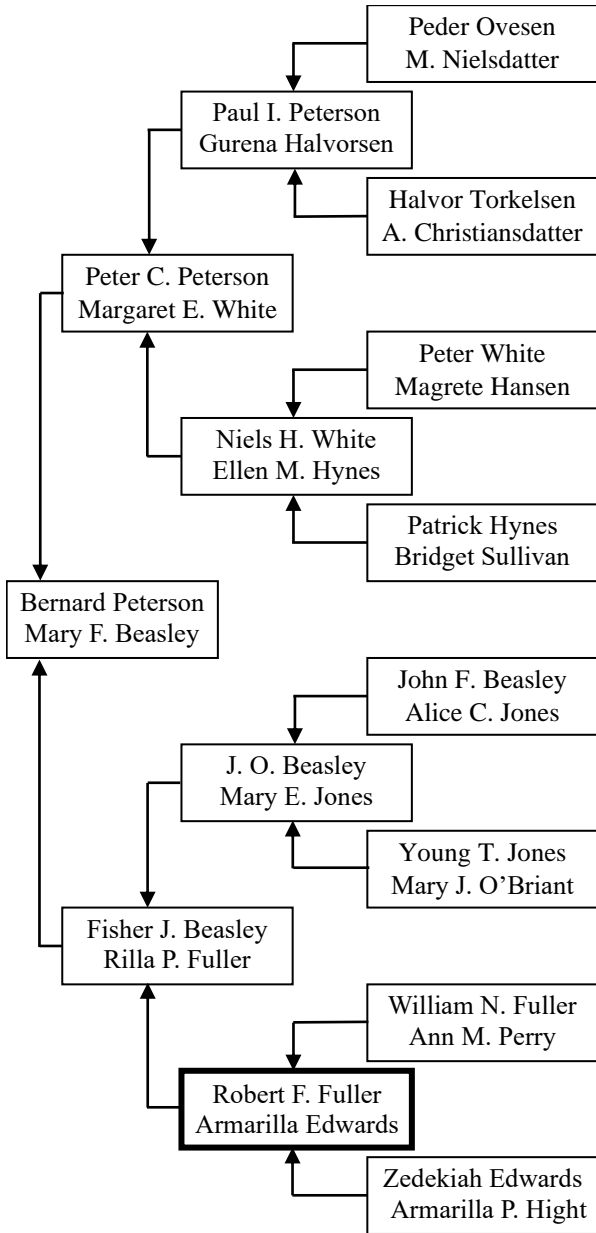 Peder Ovesen
M. Nielsdatter
Paul I. Peterson
Gurena Halvorsen
Halvor Torkelsen
A. Christiansdatter
Peter C. Peterson
Margaret E. White
Peter White
Magrete Hansen
Niels H. White
Ellen M. Hynes
Patrick Hynes
Bridget Sullivan
Bernard Peterson
Mary F. Beasley
John F. Beasley
Alice C. Jones
J. O. Beasley
Mary E. Jones
Young T. Jones
Mary J. O’Briant
Fisher J. Beasley
Rilla P. Fuller
William N. Fuller
Ann M. Perry
Robert F. Fuller
Armarilla Edwards
Zedekiah Edwards
Armarilla P. Hight